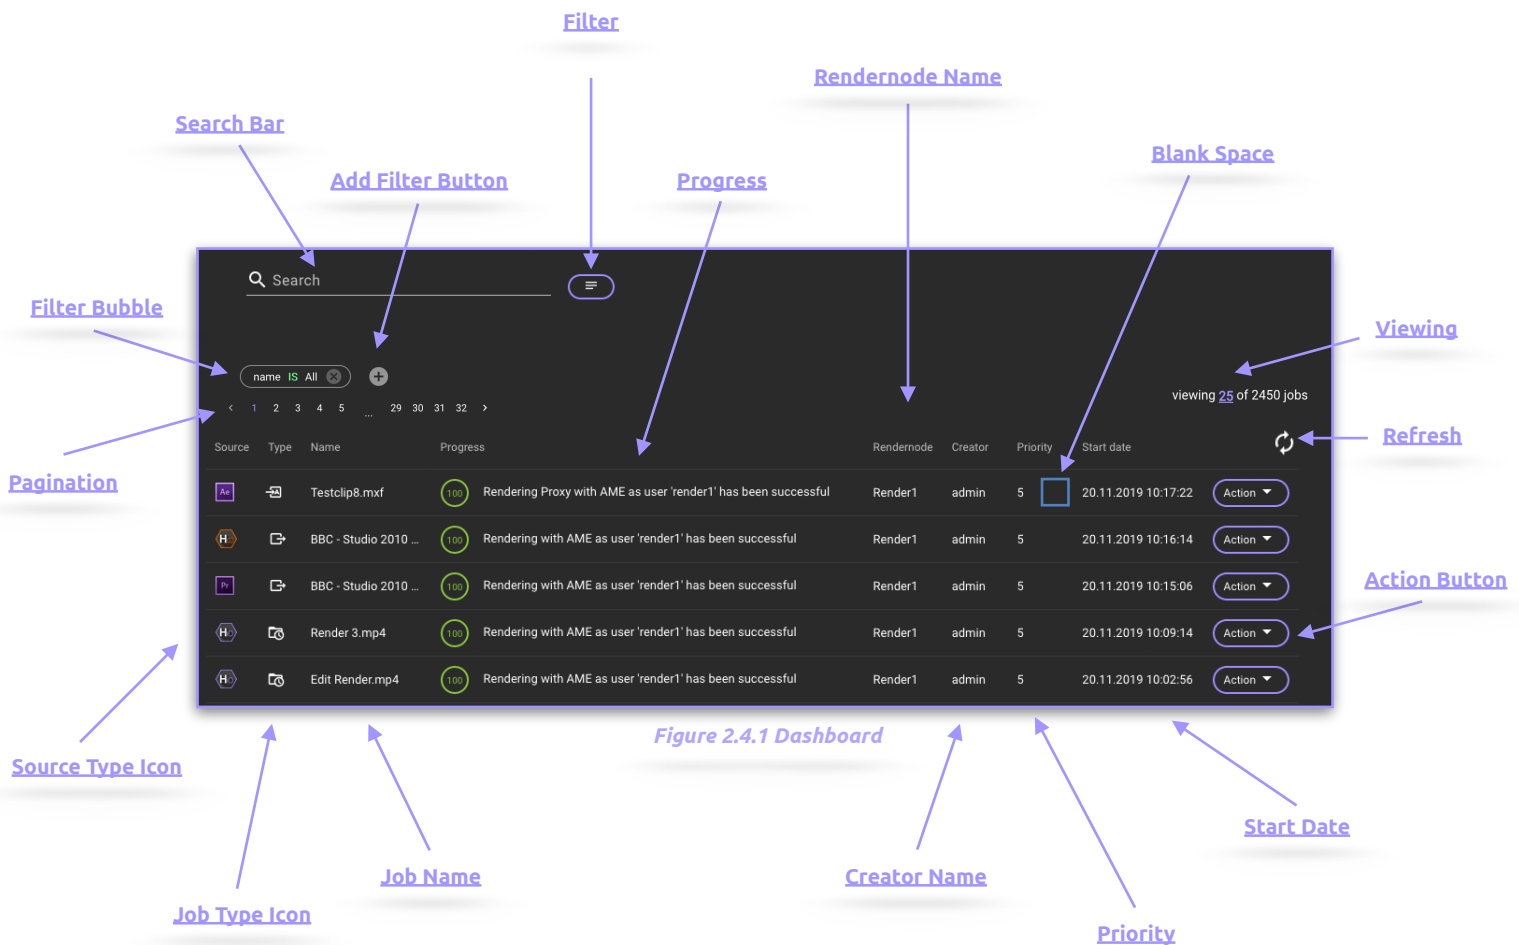 Filter
Rendernode Name
Search Bar
Blank Space
Add Filter Button
Progress
Search
Filter Bubble
Viewing
name IS All
viewing 25 of 2450 jobs
‹ 1 2 3 4 5 ... 29 30 31 32 ›
Refresh
Source Type Name Progress Rendernode Creator Priority Start date
Pagination
Ae Testclip8.mxf 100 Rendering Proxy with AME as user 'render1' has been successful Render1 admin 5 20.11.2019 10:17:22 Action
H BBC - Studio 2010 ... 100 Rendering with AME as user 'render1' has been successful Render1 admin 5 20.11.2019 10:16:14 Action
Pr BBC - Studio 2010 ... 100 Rendering with AME as user 'render1' has been successful Render1 admin 5 20.11.2019 10:15:06 Action
Action Button
H Render 3.mp4 100 Rendering with AME as user 'render1' has been successful Render1 admin 5 20.11.2019 10:09:14 Action
H Edit Render.mp4 100 Rendering with AME as user 'render1' has been successful Render1 admin 5 20.11.2019 10:02:56 Action
Figure 2.4.1 Dashboard
Source Type Icon
Start Date
Job Name
Creator Name
Job Type Icon
Priority